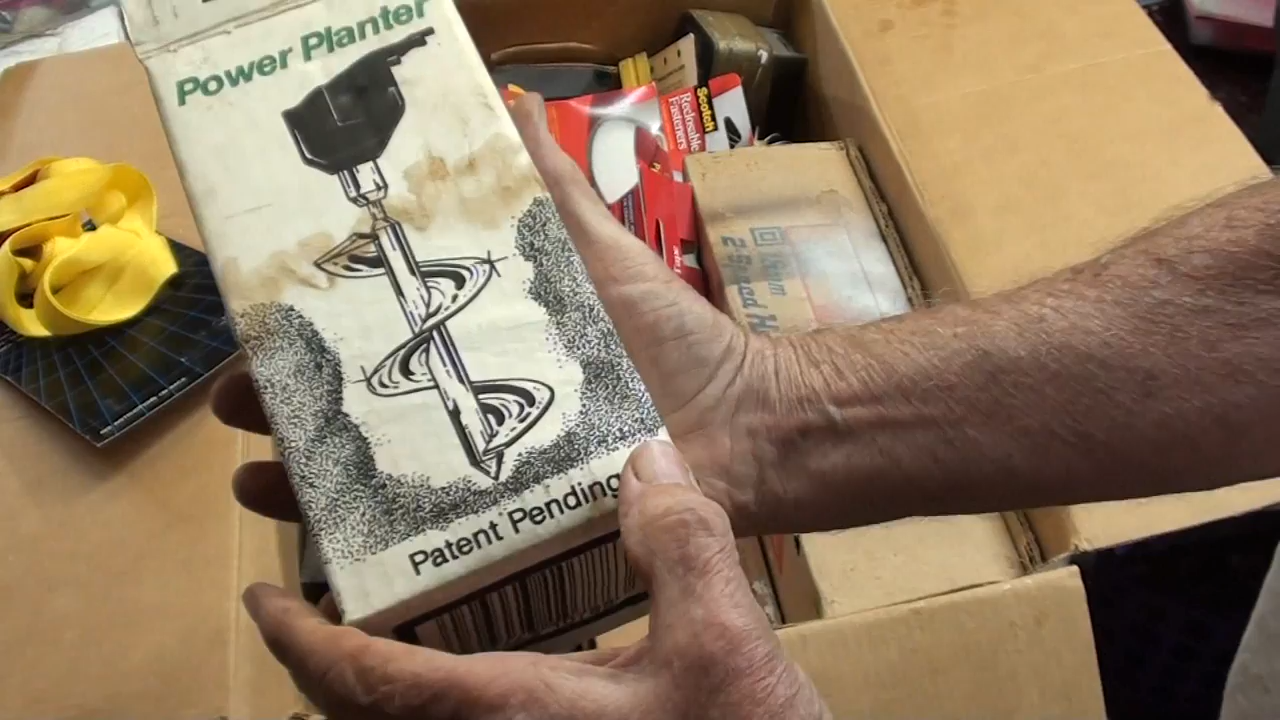 Power Planter
Patent Pending
Scotch
Reclosable
Fasteners